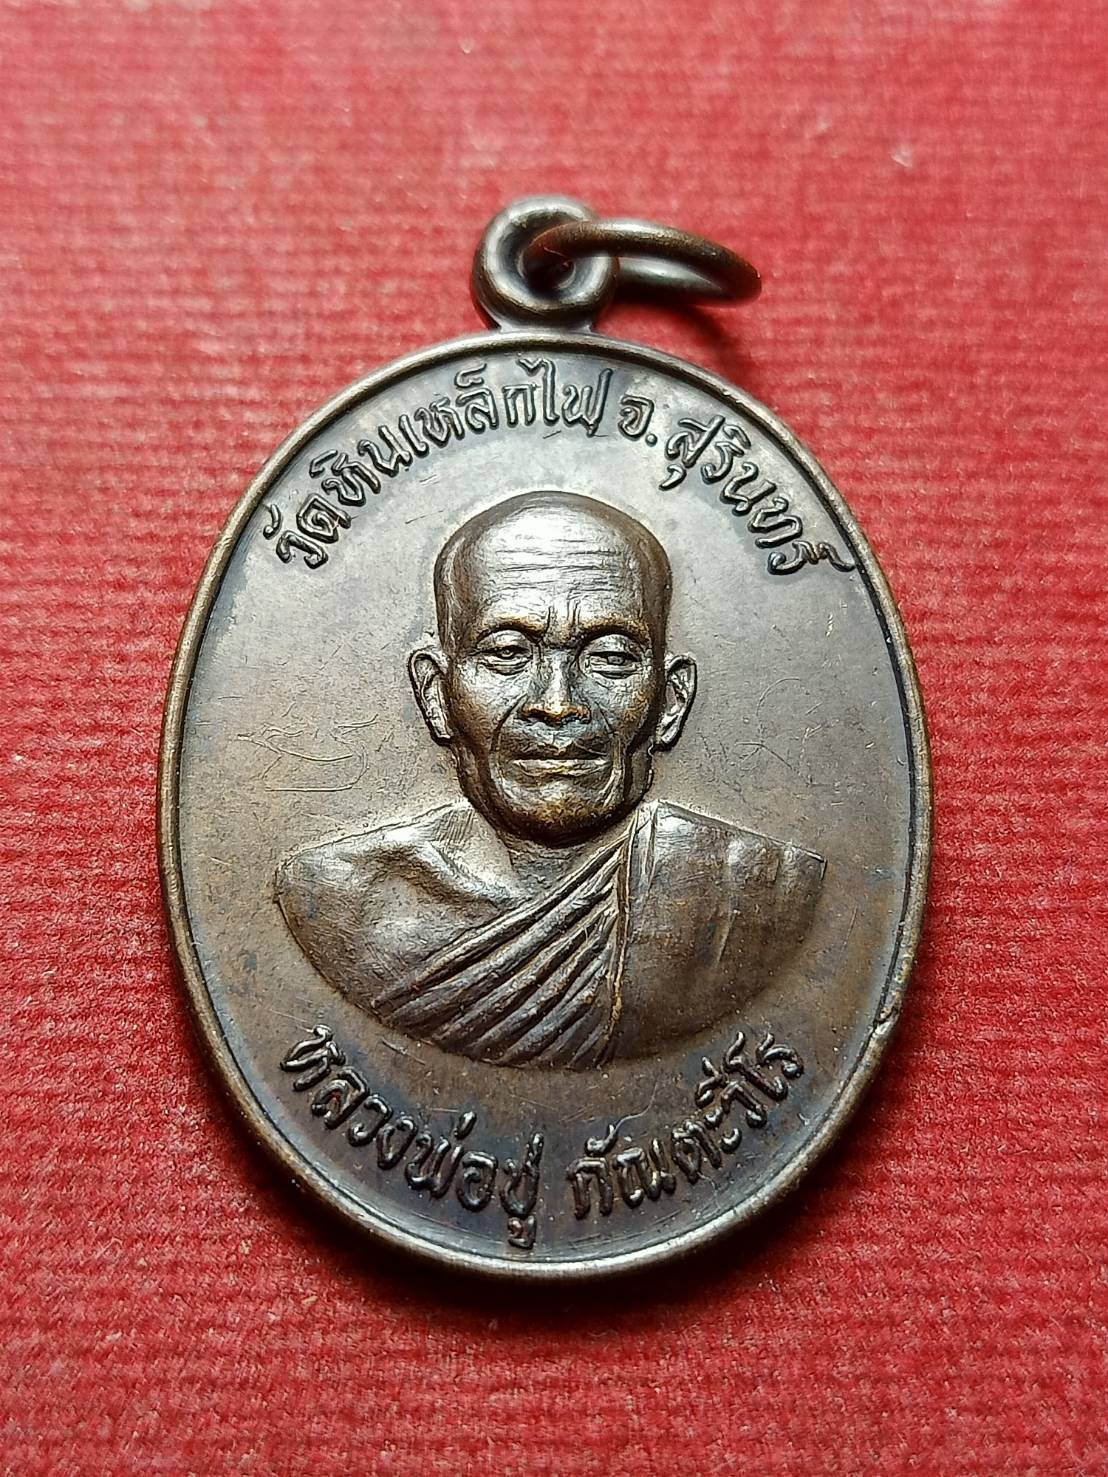 วัดหินเหล็กไฟ จ.สุรินทร์
หลวงพ่อปู่ กัณตะวีโร